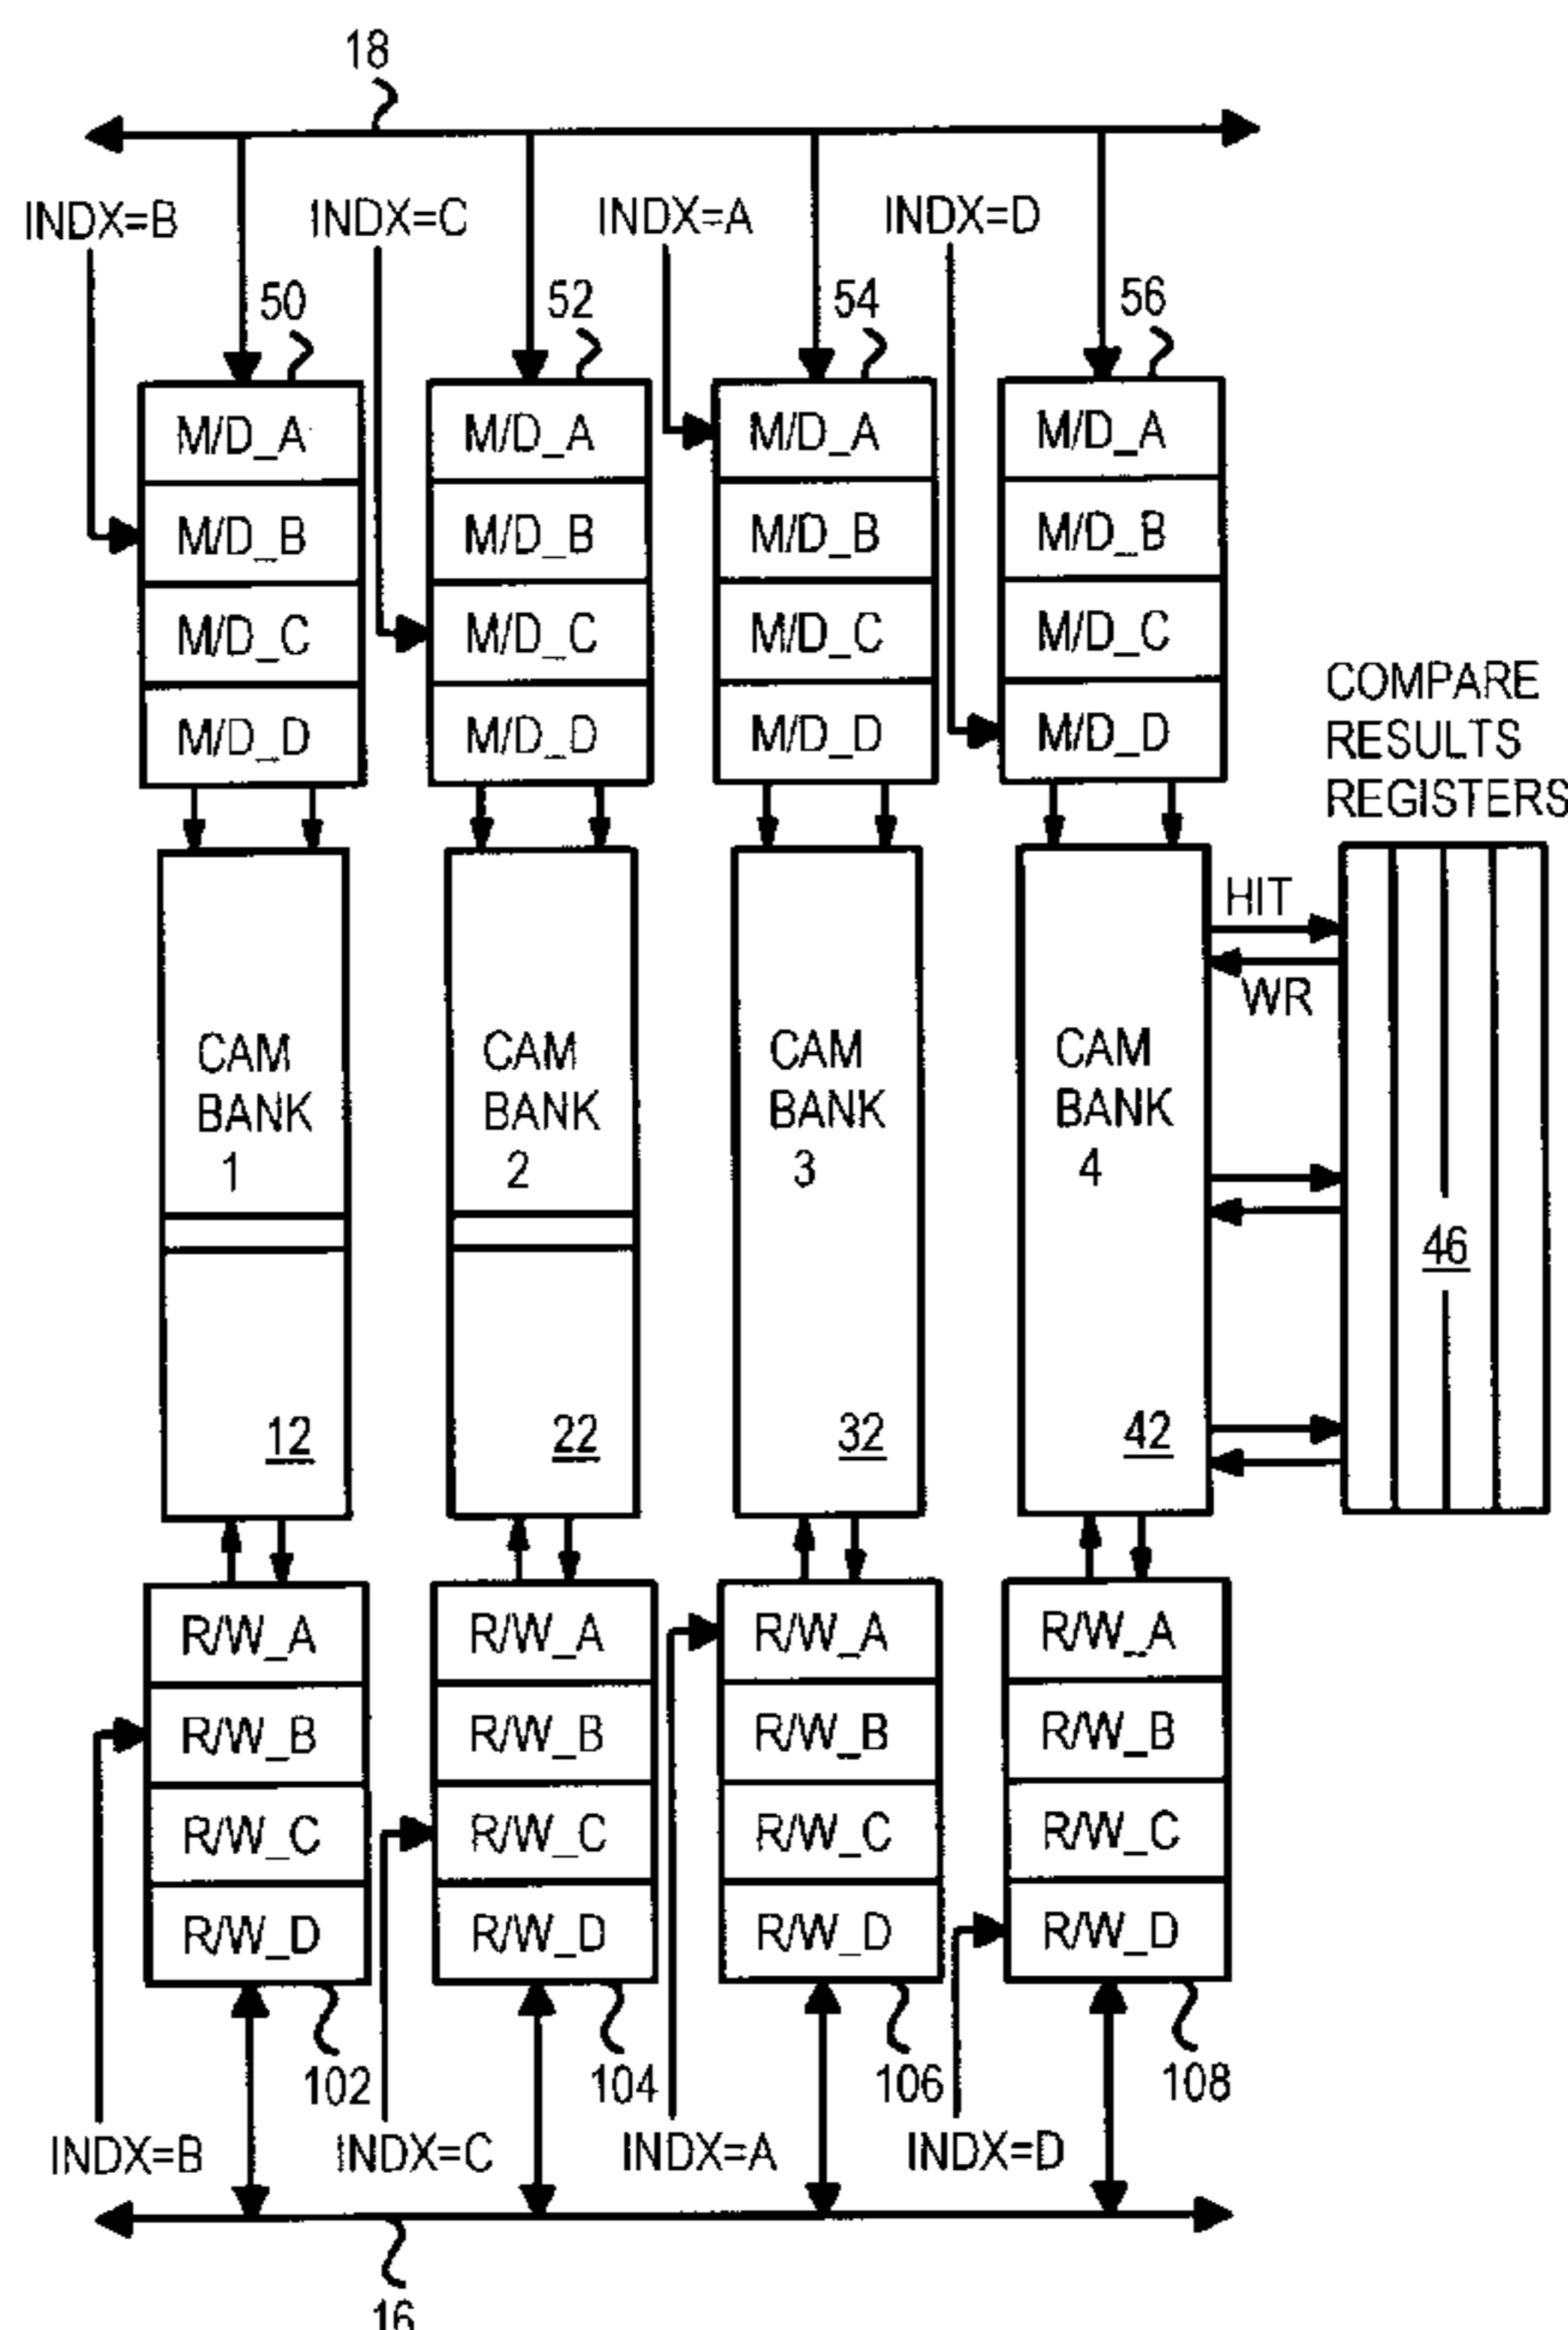 18
INDX=B INDX=C INDX=A INDX=D
50 52 54 56
M/D_A M/D_A M/D_A M/D_A
M/D_B M/D_B M/D_B M/D_B
M/D_C M/D_C M/D_C M/D_C
M/D_D M/D_D M/D_D M/D_D
COMPARE
RESULTS
REGISTERS
HIT
WR
CAM BANK 1
CAM BANK 2
CAM BANK 3
CAM BANK 4
46
12 22 32 42
R/W_A R/W_A R/W_A R/W_A
R/W_B R/W_B R/W_B R/W_B
R/W_C R/W_C R/W_C R/W_C
R/W_D R/W_D R/W_D R/W_D
102 104 106 108
INDX=B INDX=C INDX=A INDX=D
16